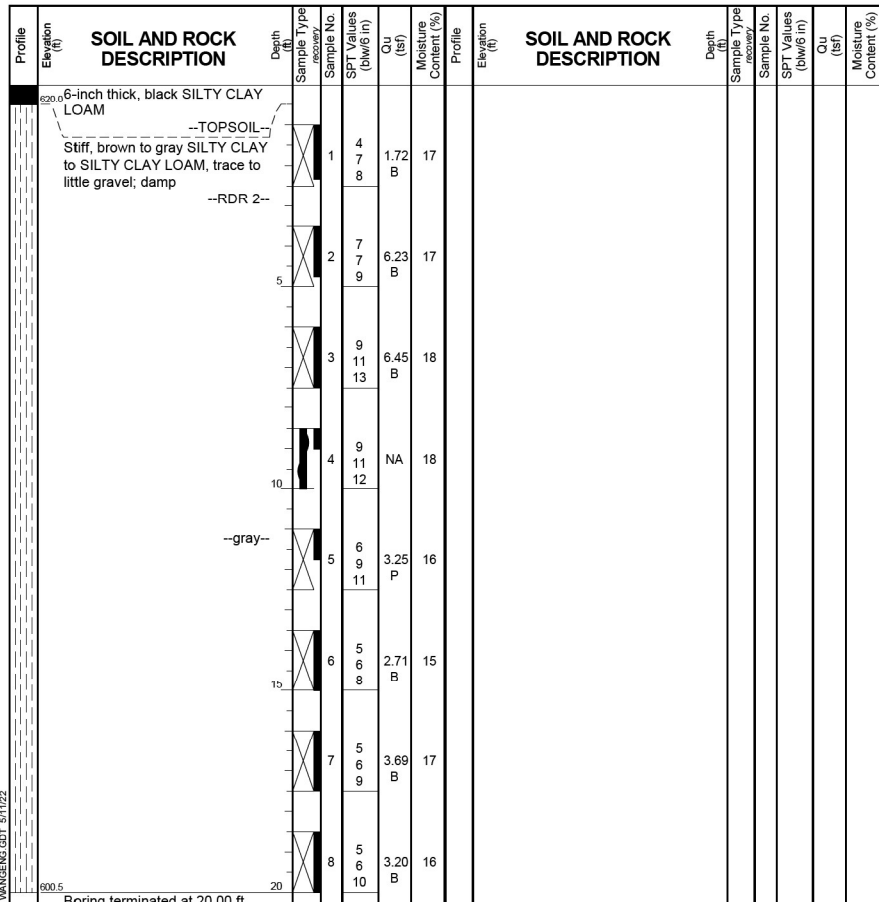 Profile
Elevation
(ft)
SOIL AND ROCK
DESCRIPTION
Depth
(ft)
Sample Type
recovery
Sample No.
SPT Values
(blw/6 in)
Qu
(tsf)
Moisture
Content (%)
Profile
Elevation
(ft)
SOIL AND ROCK
DESCRIPTION
Depth
(ft)
Sample Type
recovery
Sample No.
SPT Values
(blw/6 in)
Qu
(tsf)
Moisture
Content (%)
620.0 6-inch thick, black SILTY CLAY
LOAM
--TOPSOIL--
Stiff, brown to gray SILTY CLAY
to SILTY CLAY LOAM, trace to
little gravel; damp
--RDR 2--
1
4
7
8
1.72
B
17
5
2
7
7
9
6.23
B
17
3
9
11
13
6.45
B
18
10
4
9
11
12
NA
18
--gray--
5
6
9
11
3.25
P
16
15
6
5
6
8
2.71
B
15
7
5
6
9
3.69
B
17
8
5
6
10
3.20
B
16
600.5
20
Boring terminated at 20.00 ft
WANGENG.GDT 5/11/22